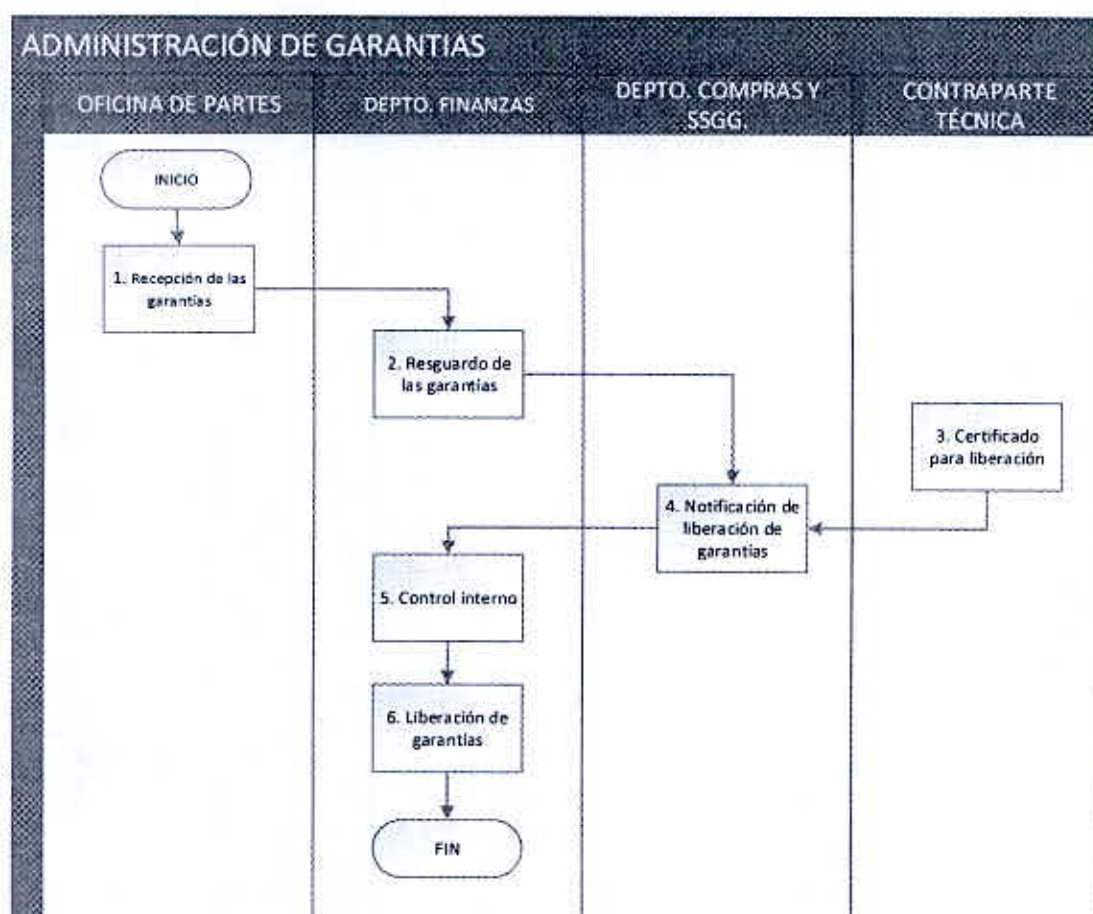 ADMINISTRACIÓN DE GARANTIAS
OFICINA DE PARTES
DEPTO. FINANZAS
DEPTO. COMPRAS Y
SSGG.
CONTRAPARTE
TÉCNICA
INICIO
1. Recepción de las
garantías
2. Resguardo de
las garantías
3. Certificado
para liberación
4. Notificación de
liberación de
garantías
5. Control interno
6. Liberación de
garantías
FIN